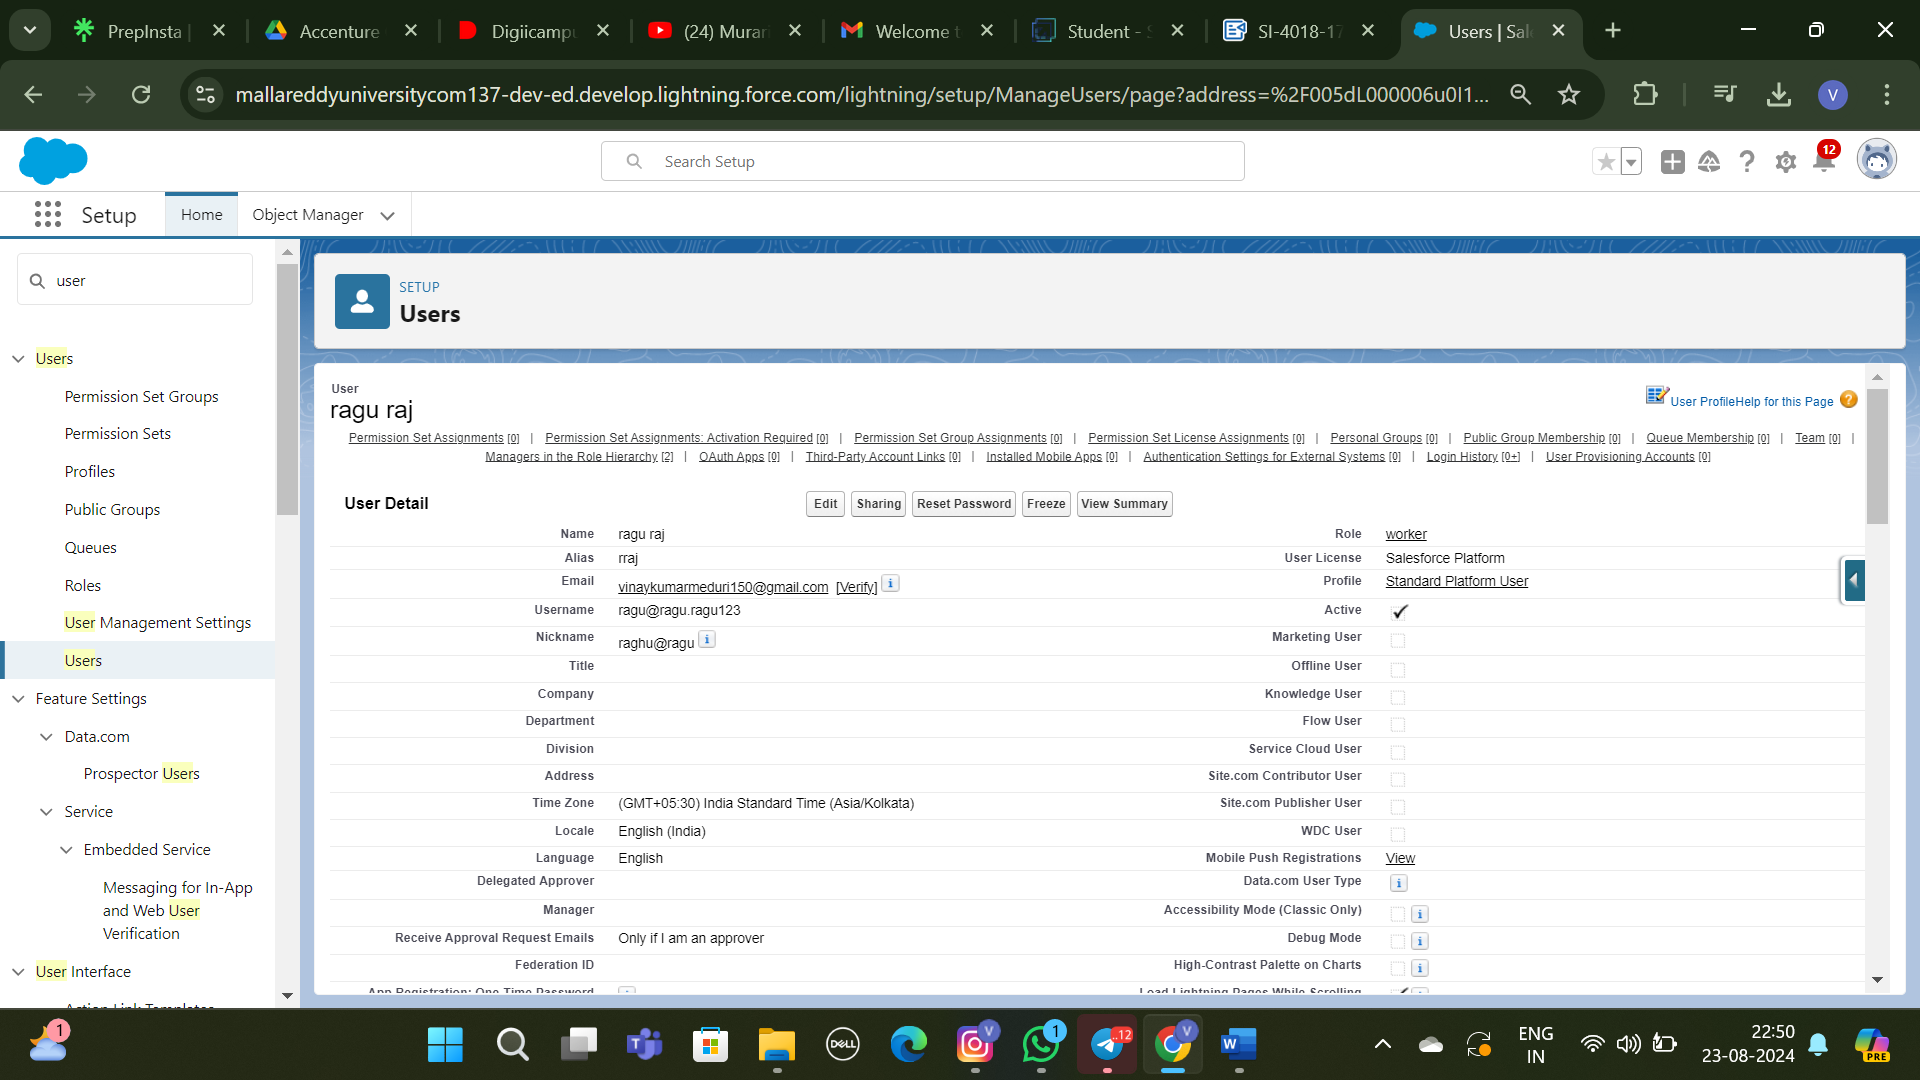 PrepInsta |
Accenture
Digiicampu
(24) Murar
Welcome t
Student - S
SI-4018-17
Users | Sale
mallareddyuniversitycom137-dev-ed.develop.lightning.force.com/lightning/setup/ManageUsers/page?address=%2F005dL000006u0I1...
V
Search Setup
12
Setup
Home
Object Manager
user
Users
Permission Set Groups
Permission Sets
Profiles
Public Groups
Queues
Roles
User Management Settings
Users
Feature Settings
Data.com
Prospector Users
Service
Embedded Service
Messaging for In-App
and Web User
Verification
User Interface
Action Link Templates
SETUP
Users
User
ragu raj
User Profile Help for this Page ?
Permission Set Assignments [0] | Permission Set Assignments: Activation Required [0] | Permission Set Group Assignments [0] | Permission Set License Assignments [0] | Personal Groups [0] | Public Group Membership [0] | Queue Membership [0] | Team [0] |
Managers in the Role Hierarchy [2] | OAuth Apps [0] | Third-Party Account Links [0] | Installed Mobile Apps [0] | Authentication Settings for External Systems [0] | Login History [0+] | User Provisioning Accounts [0]
User Detail
Edit Sharing Reset Password Freeze View Summary
Name ragu raj Role worker
Alias rraj User License Salesforce Platform
Email vinaykumarmeduri150@gmail.com [Verify] i Profile Standard Platform User
Username ragu@ragu.ragu123 Active
Nickname raghu@ragu i Marketing User
Title Offline User
Company Knowledge User
Department Flow User
Division Service Cloud User
Address Site.com Contributor User
Time Zone (GMT+05:30) India Standard Time (Asia/Kolkata) Site.com Publisher User
Locale English (India) WDC User
Language English Mobile Push Registrations View
Delegated Approver Data.com User Type i
Manager Accessibility Mode (Classic Only) i
Receive Approval Request Emails Only if I am an approver Debug Mode i
Federation ID High-Contrast Palette on Charts i
App Registration: One-Time Password Load Lightning Pages While Scrolling
1
DELL
V
1
..12
V
W
ENG
IN
22:50
23-08-2024
PRE